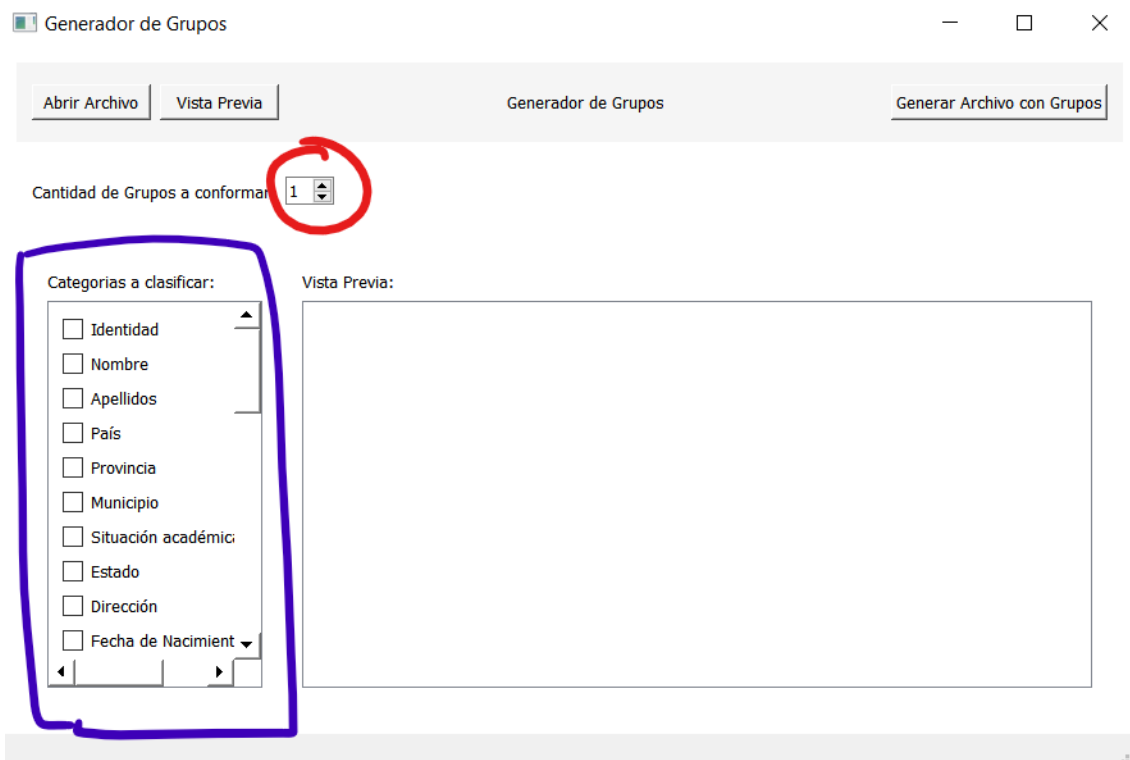 Generador de Grupos
Abrir Archivo Vista Previa Generador de Grupos Generar Archivo con Grupos
Cantidad de Grupos a conformar 1
Categorias a clasificar: Vista Previa:
Identidad
Nombre
Apellidos
País
Provincia
Municipio
Situación académica
Estado
Dirección
Fecha de Nacimient